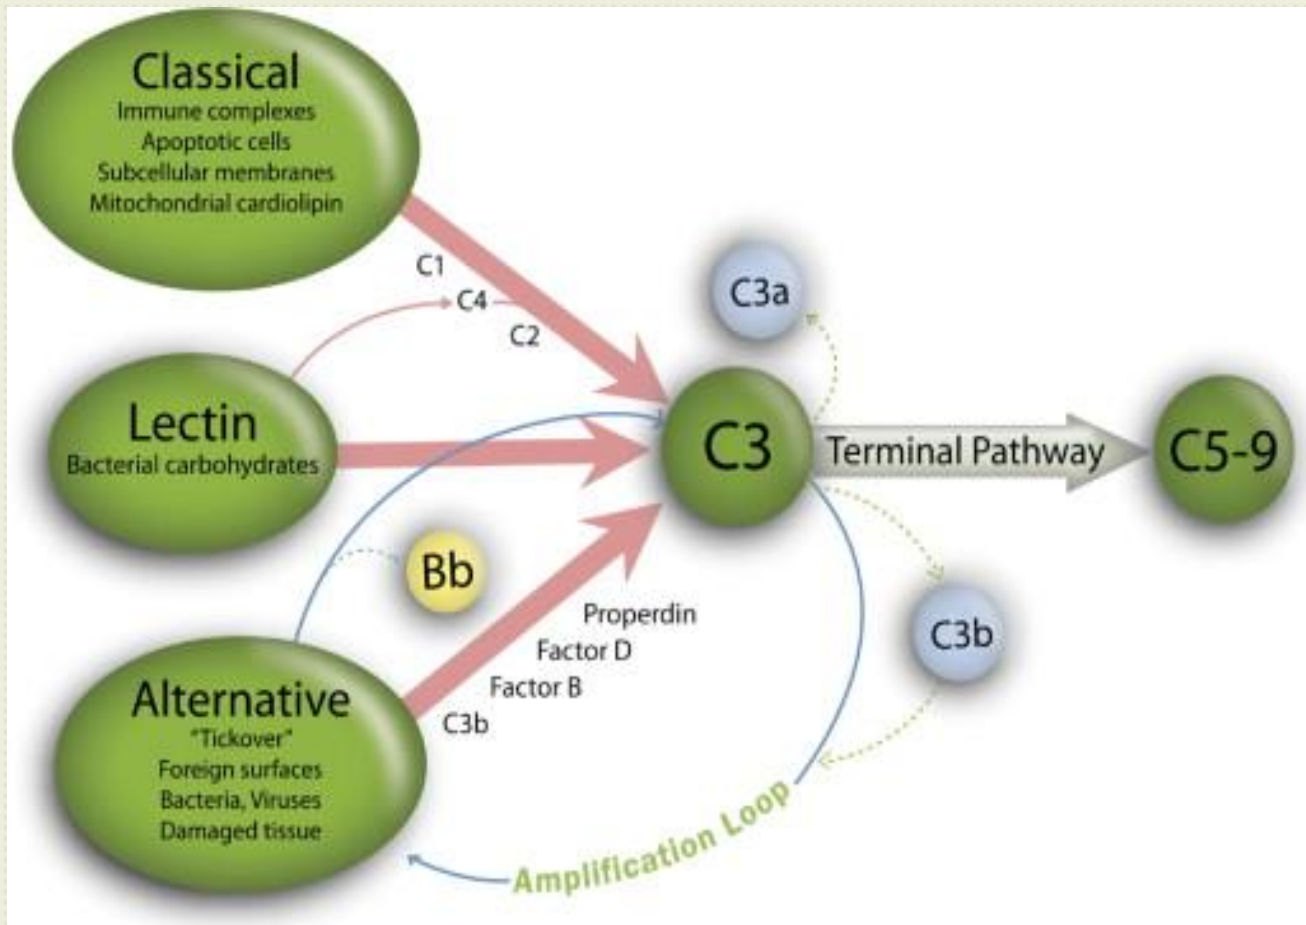 Classical
Immune complexes
Apoptotic cells
Subcellular membranes
Mitochondrial cardiolipin
C1
C4
C2
C3a
Lectin
Bacterial carbohydrates
C3
Terminal Pathway
C5-9
Bb
Properdin
Factor D
Factor B
C3b
C3b
Alternative
"Tickover"
Foreign surfaces
Bacteria, Viruses
Damaged tissue
Amplification Loop